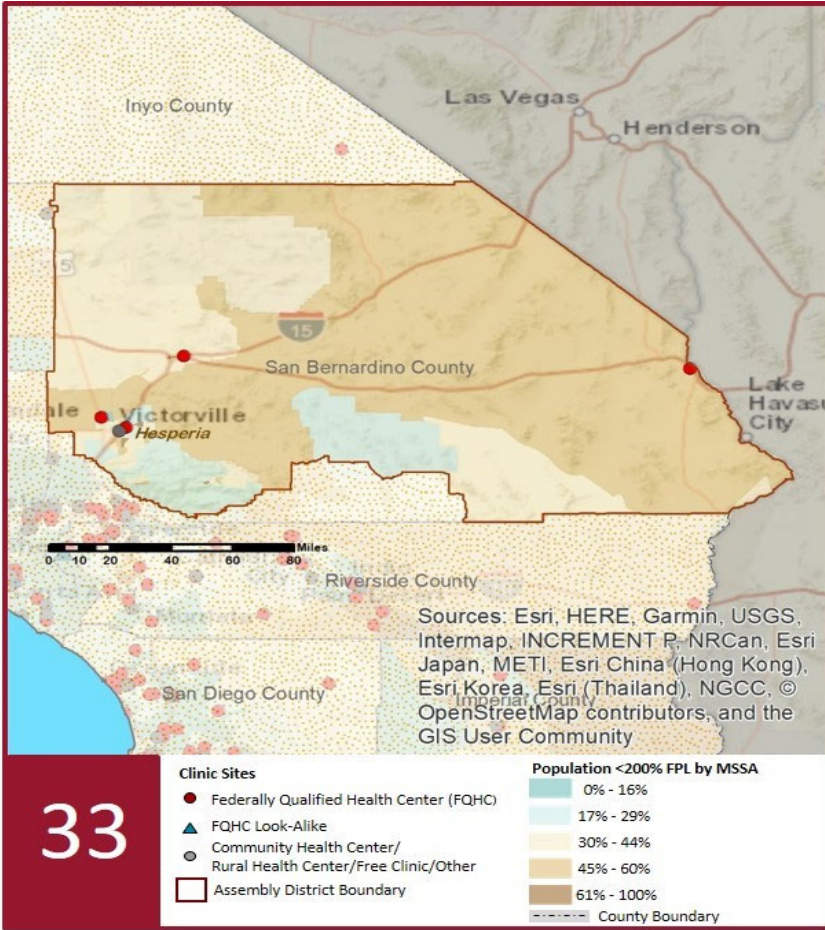 Inyo County
Las Vegas
Henderson
15
San Bernardino County
Lake
Havasu
City
Victorville
Hesperia
Miles
0 10 20 40 60 80
Riverside County
San Diego County
Imperial County
Sources: Esri, HERE, Garmin, USGS,
Intermap, INCREMENT P, NRCan, Esri
Japan, METI, Esri China (Hong Kong),
Esri Korea, Esri (Thailand), NGCC, ©
OpenStreetMap contributors, and the
GIS User Community
33
Clinic Sites
Federally Qualified Health Center (FQHC)
FQHC Look-Alike
Community Health Center/
Rural Health Center/Free Clinic/Other
Assembly District Boundary
Population <200% FPL by MSSA
0% - 16%
17% - 29%
30% - 44%
45% - 60%
61% - 100%
County Boundary